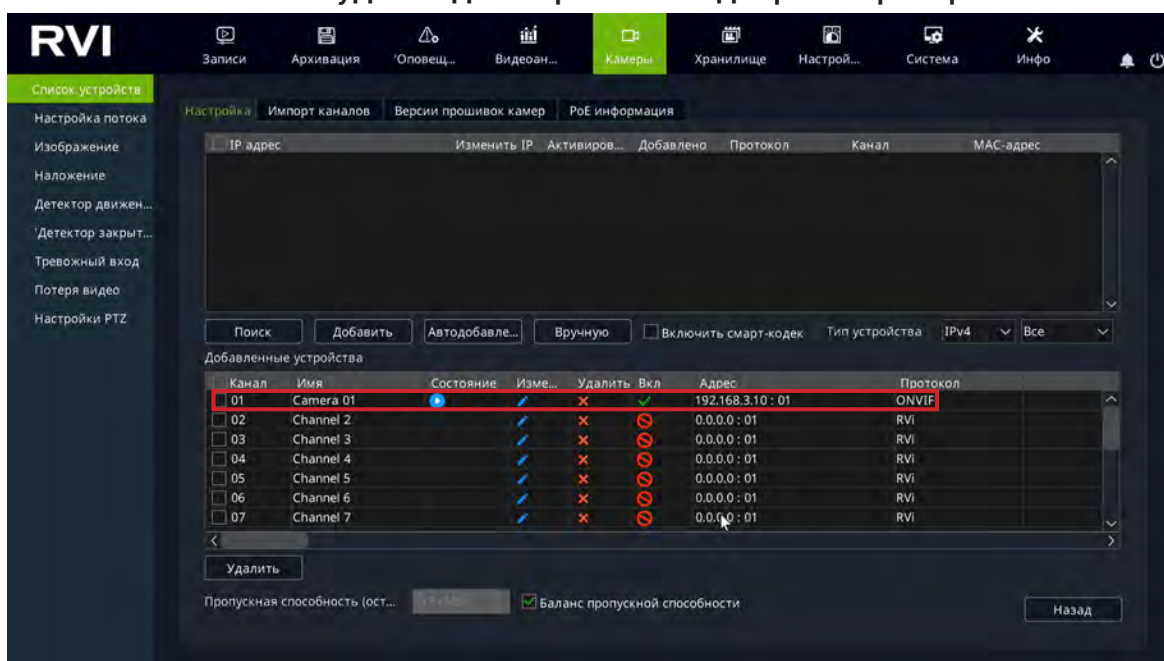 RVI
Записи Архивация 'Оповещ... Видеоан... Камеры Хранилище Настрой... Система Инфо
Список устройств
Настройка потока
Изображение
Наложение
Детектор движен...
'Детектор закрыт...
Тревожный вход
Потеря видео
Настройки PTZ
Настройка Импорт каналов Версии прошивок камер PoE информация
IP адрес Изменить IP Активиров... Добавлено Протокол Канал МАС-адрес
Поиск Добавить Автодобавле... Вручную Включить смарт-кодек Тип устройства IPv4 Все
Добавленные устройства
Канал Имя Состояние Изме... Удалить Вкл Адрес Протокол
01 Camera 01 192.168.3.10 : 01 ONVIF
02 Channel 2 0.0.0.0 : 01 RVi
03 Channel 3 0.0.0.0 : 01 RVi
04 Channel 4 0.0.0.0 : 01 RVi
05 Channel 5 0.0.0.0 : 01 RVi
06 Channel 6 0.0.0.0 : 01 RVi
07 Channel 7 0.0.0.0 : 01 RVi
Удалить
Пропускная способность (ост... Баланс пропускной способности
Назад